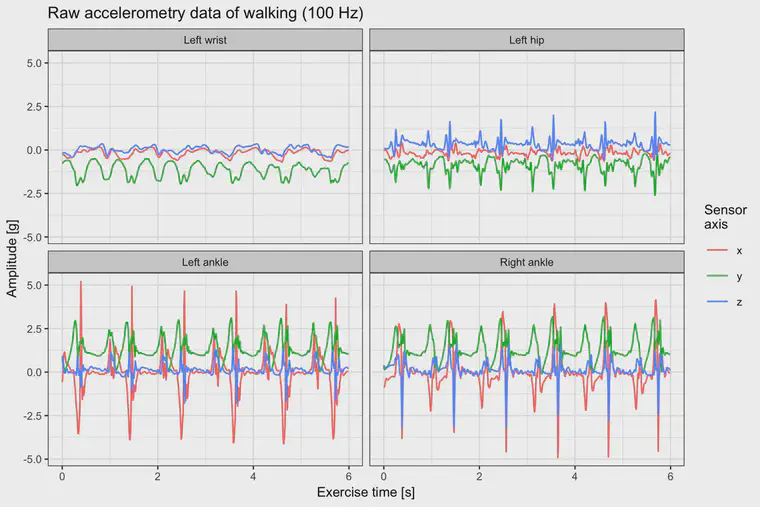 Raw accelerometry data of walking (100 Hz)
Left wrist
Left hip
5.0
2.5
0.0
-2.5
-5.0
Left ankle
Right ankle
5.0
2.5
0.0
-2.5
-5.0
0 2 4 6
0 2 4 6
Exercise time [s]
Amplitude [g]
Sensor
axis
x
y
z